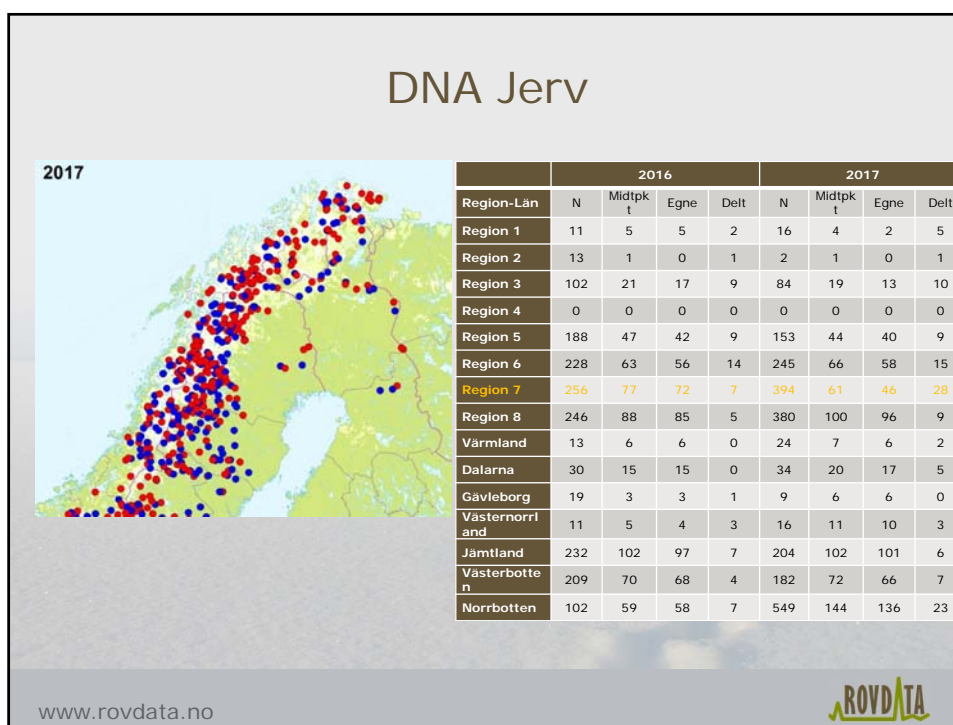 DNA Jerv
2017
2016 2017
Region-Län N Midtpk
t Egne Delt N Midtpk
t Egne Delt
Region 1 11 5 5 2 16 4 2 5
Region 2 13 1 0 1 2 1 0 1
Region 3 102 21 17 9 84 19 13 10
Region 4 0 0 0 0 0 0 0 0
Region 5 188 47 42 9 153 44 40 9
Region 6 228 63 56 14 245 66 58 15
Region 7 256 77 72 7 394 61 46 28
Region 8 246 88 85 5 380 100 96 9
Värmland 13 6 6 0 24 7 6 2
Dalarna 30 15 15 0 34 20 17 5
Gävleborg 19 3 3 1 9 6 6 0
Västernorrl
and 11 5 4 3 16 11 10 3
Jämtland 232 102 97 7 204 102 101 6
Västerbotte
n 209 70 68 4 182 72 66 7
Norrbotten 102 59 58 7 549 144 136 23
www.rovdata.no
ROVDATA